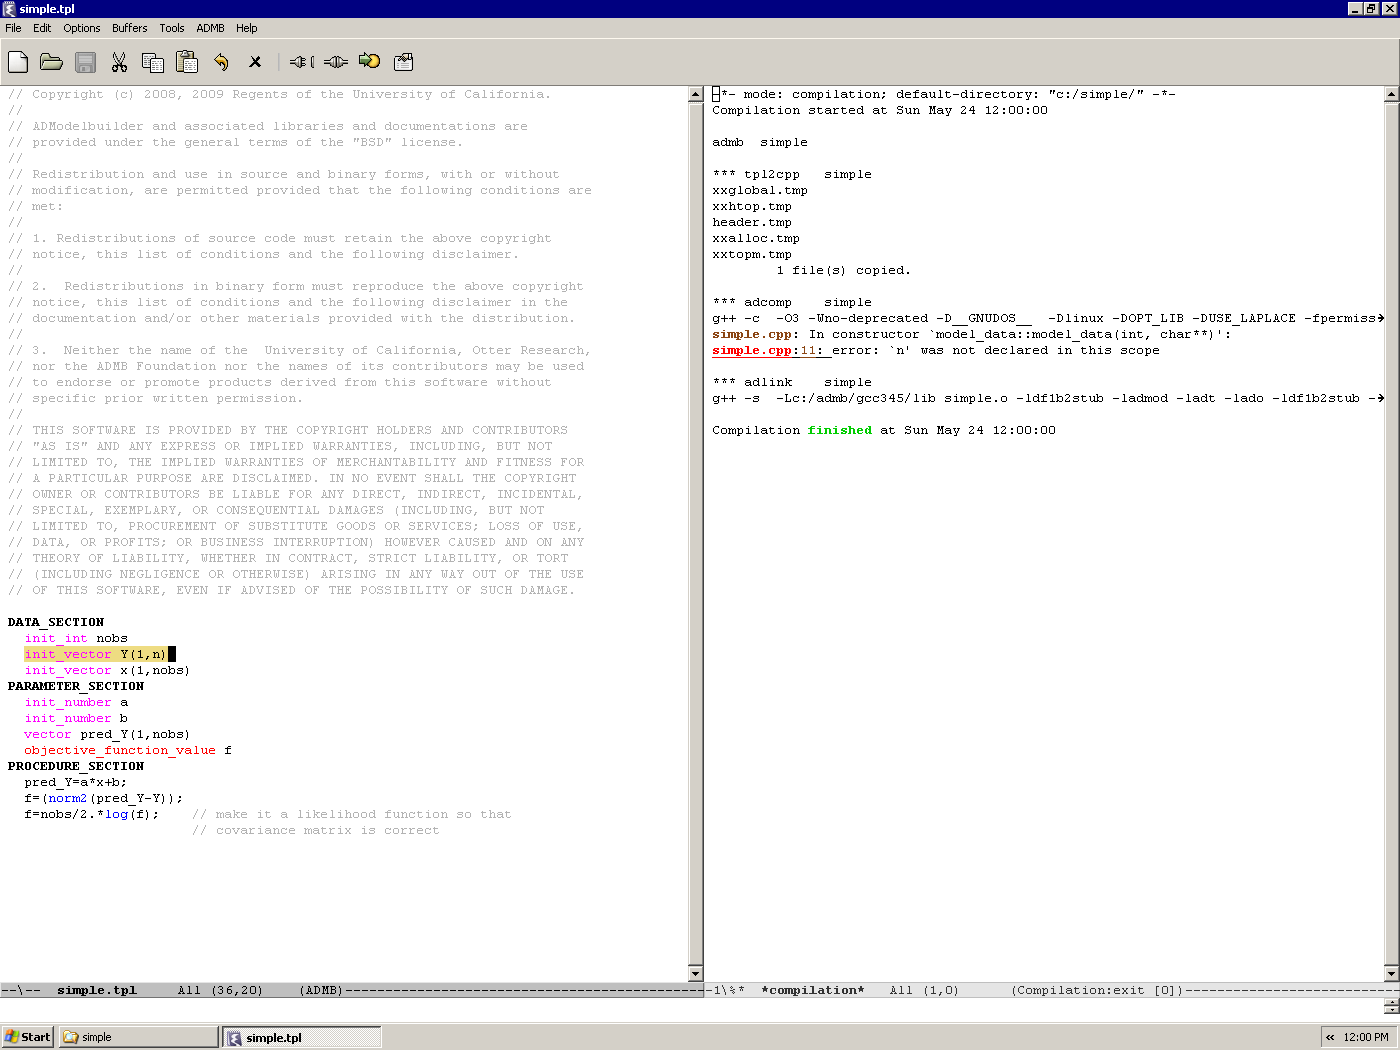 simple.tpl
File Edit Options Buffers Tools ADMB Help
// Copyright (c) 2008, 2009 Regents of the University of California.
//
// ADModelbuilder and associated libraries and documentations are
// provided under the general terms of the "BSD" license.
//
// Redistribution and use in source and binary forms, with or without
// modification, are permitted provided that the following conditions are
// met:
//
// 1. Redistributions of source code must retain the above copyright
// notice, this list of conditions and the following disclaimer.
//
// 2.  Redistributions in binary form must reproduce the above copyright
// notice, this list of conditions and the following disclaimer in the
// documentation and/or other materials provided with the distribution.
//
// 3.  Neither the name of the  University of California, Otter Research,
// nor the ADMB Foundation nor the names of its contributors may be used
// to endorse or promote products derived from this software without
// specific prior written permission.
//
// THIS SOFTWARE IS PROVIDED BY THE COPYRIGHT HOLDERS AND CONTRIBUTORS
// "AS IS" AND ANY EXPRESS OR IMPLIED WARRANTIES, INCLUDING, BUT NOT
// LIMITED TO, THE IMPLIED WARRANTIES OF MERCHANTABILITY AND FITNESS FOR
// A PARTICULAR PURPOSE ARE DISCLAIMED. IN NO EVENT SHALL THE COPYRIGHT
// OWNER OR CONTRIBUTORS BE LIABLE FOR ANY DIRECT, INDIRECT, INCIDENTAL,
// SPECIAL, EXEMPLARY, OR CONSEQUENTIAL DAMAGES (INCLUDING, BUT NOT
// LIMITED TO, PROCUREMENT OF SUBSTITUTE GOODS OR SERVICES; LOSS OF USE,
// DATA, OR PROFITS; OR BUSINESS INTERRUPTION) HOWEVER CAUSED AND ON ANY
// THEORY OF LIABILITY, WHETHER IN CONTRACT, STRICT LIABILITY, OR TORT
// (INCLUDING NEGLIGENCE OR OTHERWISE) ARISING IN ANY WAY OUT OF THE USE
// OF THIS SOFTWARE, EVEN IF ADVISED OF THE POSSIBILITY OF SUCH DAMAGE.
DATA_SECTION
  init_int nobs
  init_vector Y(1,n)
  init_vector x(1,nobs)
PARAMETER_SECTION
  init_number a
  init_number b
  vector pred_Y(1,nobs)
  objective_function_value f
PROCEDURE_SECTION
  pred_Y=a*x+b;
  f=(norm2(pred_Y-Y));
  f=nobs/2.*log(f);    // make it a likelihood function so that
                       // covariance matrix is correct
--\--  simple.tpl     All (36,20)     (ADMB)
-*- mode: compilation; default-directory: "c:/simple/" -*-
Compilation started at Sun May 24 12:00:00
admb  simple
*** tpl2cpp   simple
xxglobal.tmp
xxhtop.tmp
header.tmp
xxalloc.tmp
xxtopm.tmp
        1 file(s) copied.
*** adcomp    simple
g++ -c  -O3 -Wno-deprecated -D__GNUDOS__  -Dlinux -DOPT_LIB -DUSE_LAPLACE -fpermiss
simple.cpp: In constructor `model_data::model_data(int, char**)':
simple.cpp:11: error: `n' was not declared in this scope
*** adlink    simple
g++ -s  -Lc:/admb/gcc345/lib simple.o -ldf1b2stub -ladmod -ladt -lado -ldf1b2stub -
Compilation finished at Sun May 24 12:00:00
-1\%*  *compilation*   All (1,0)      (Compilation:exit [0])
Start simple simple.tpl « 12:00 PM